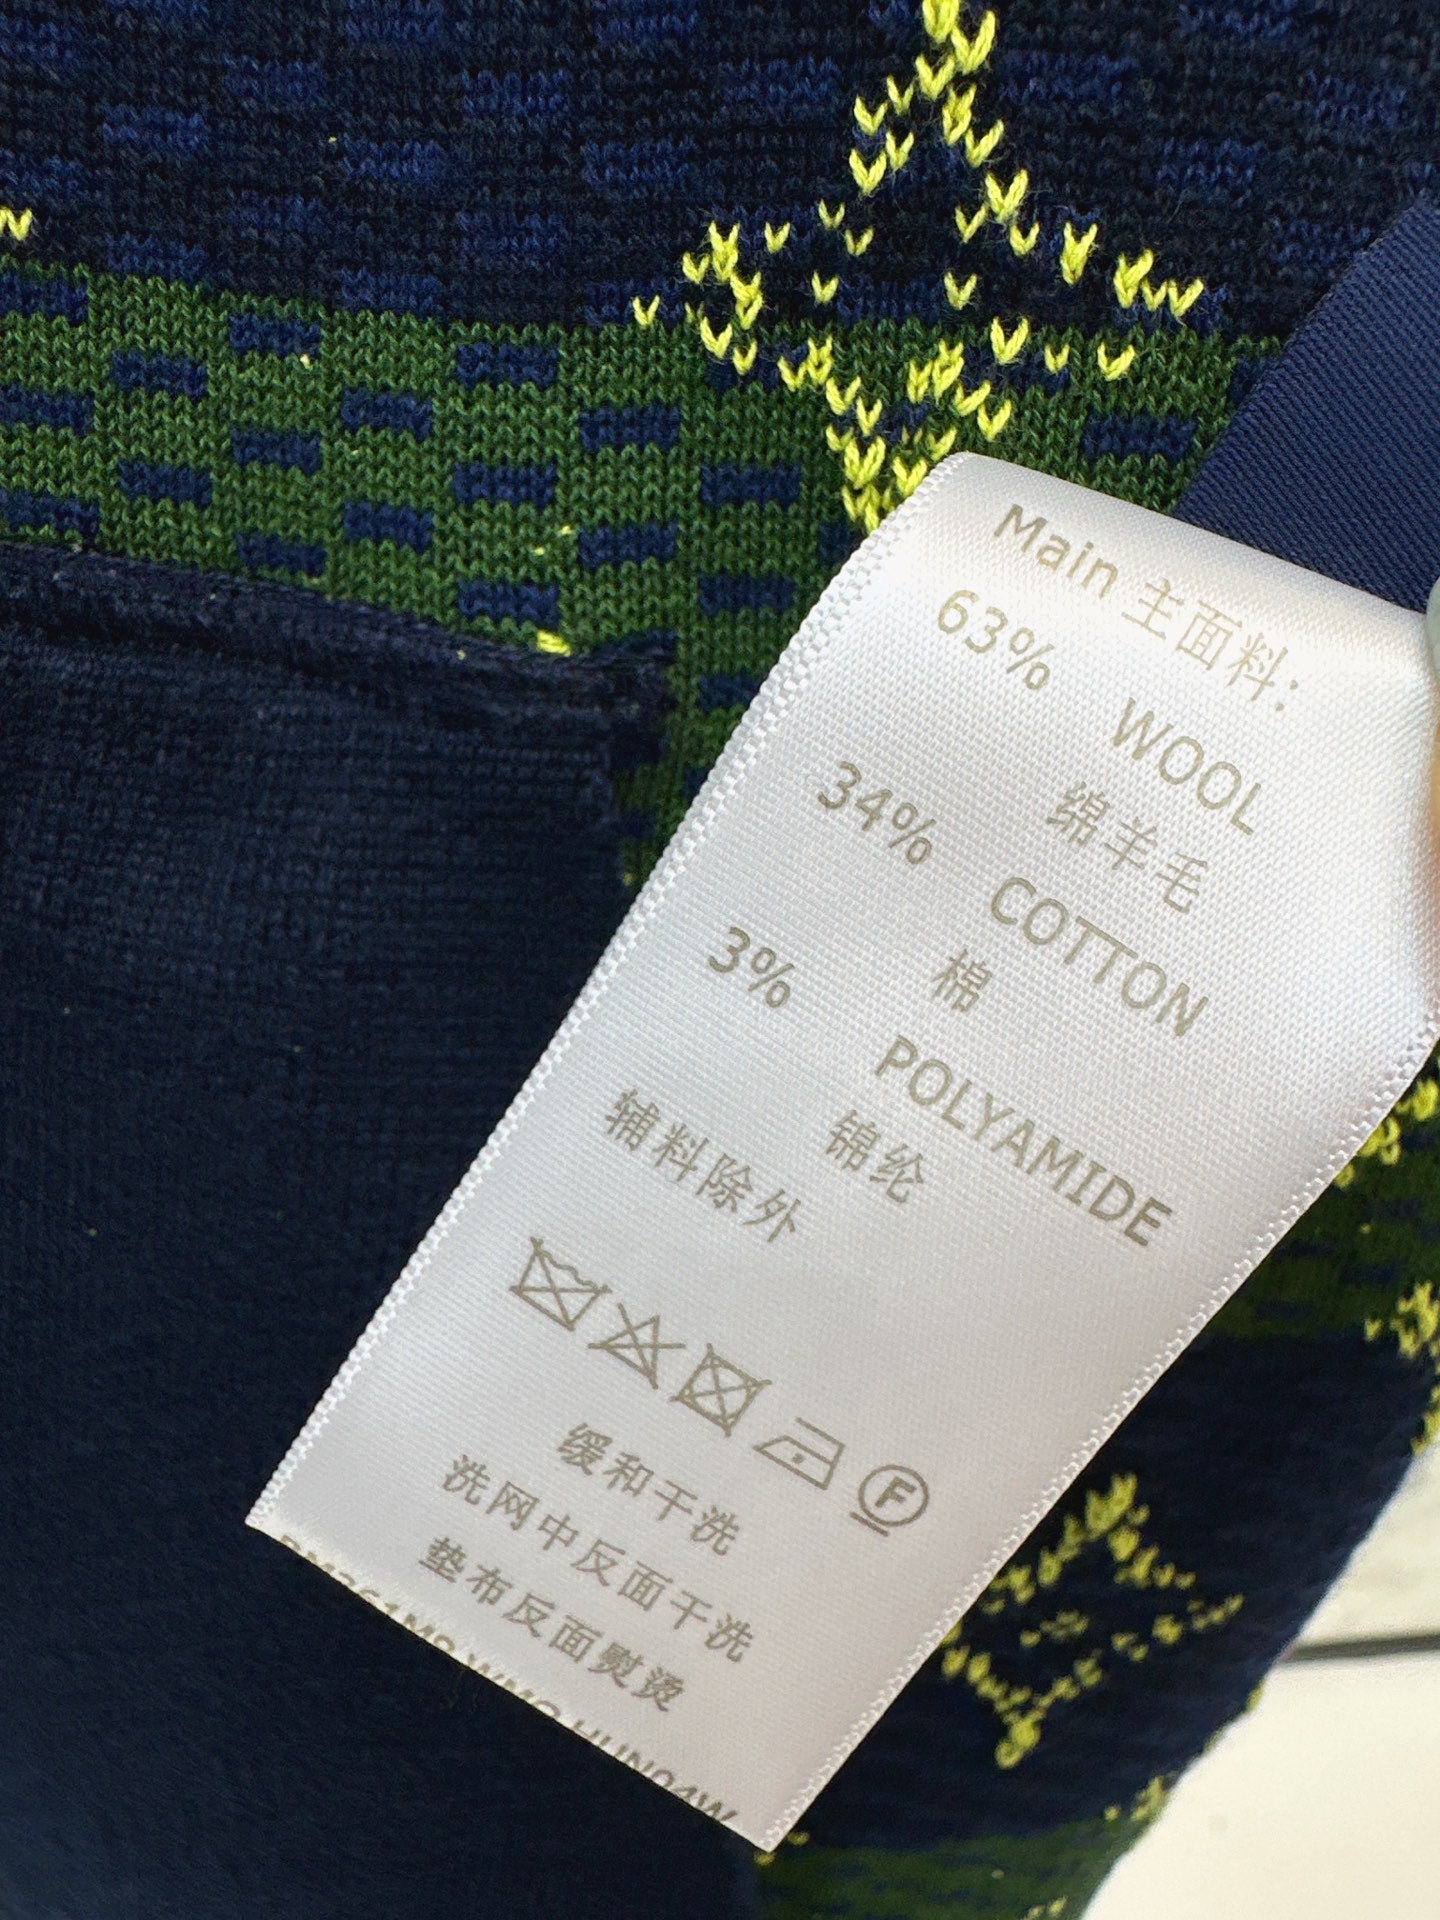 Main 主面料:
63% WOOL
绵羊毛
34% COTTON
棉
3% POLYAMIDE
锦纶
辅料除外
F
缓和干洗
洗网中反面干洗
垫布反面熨烫